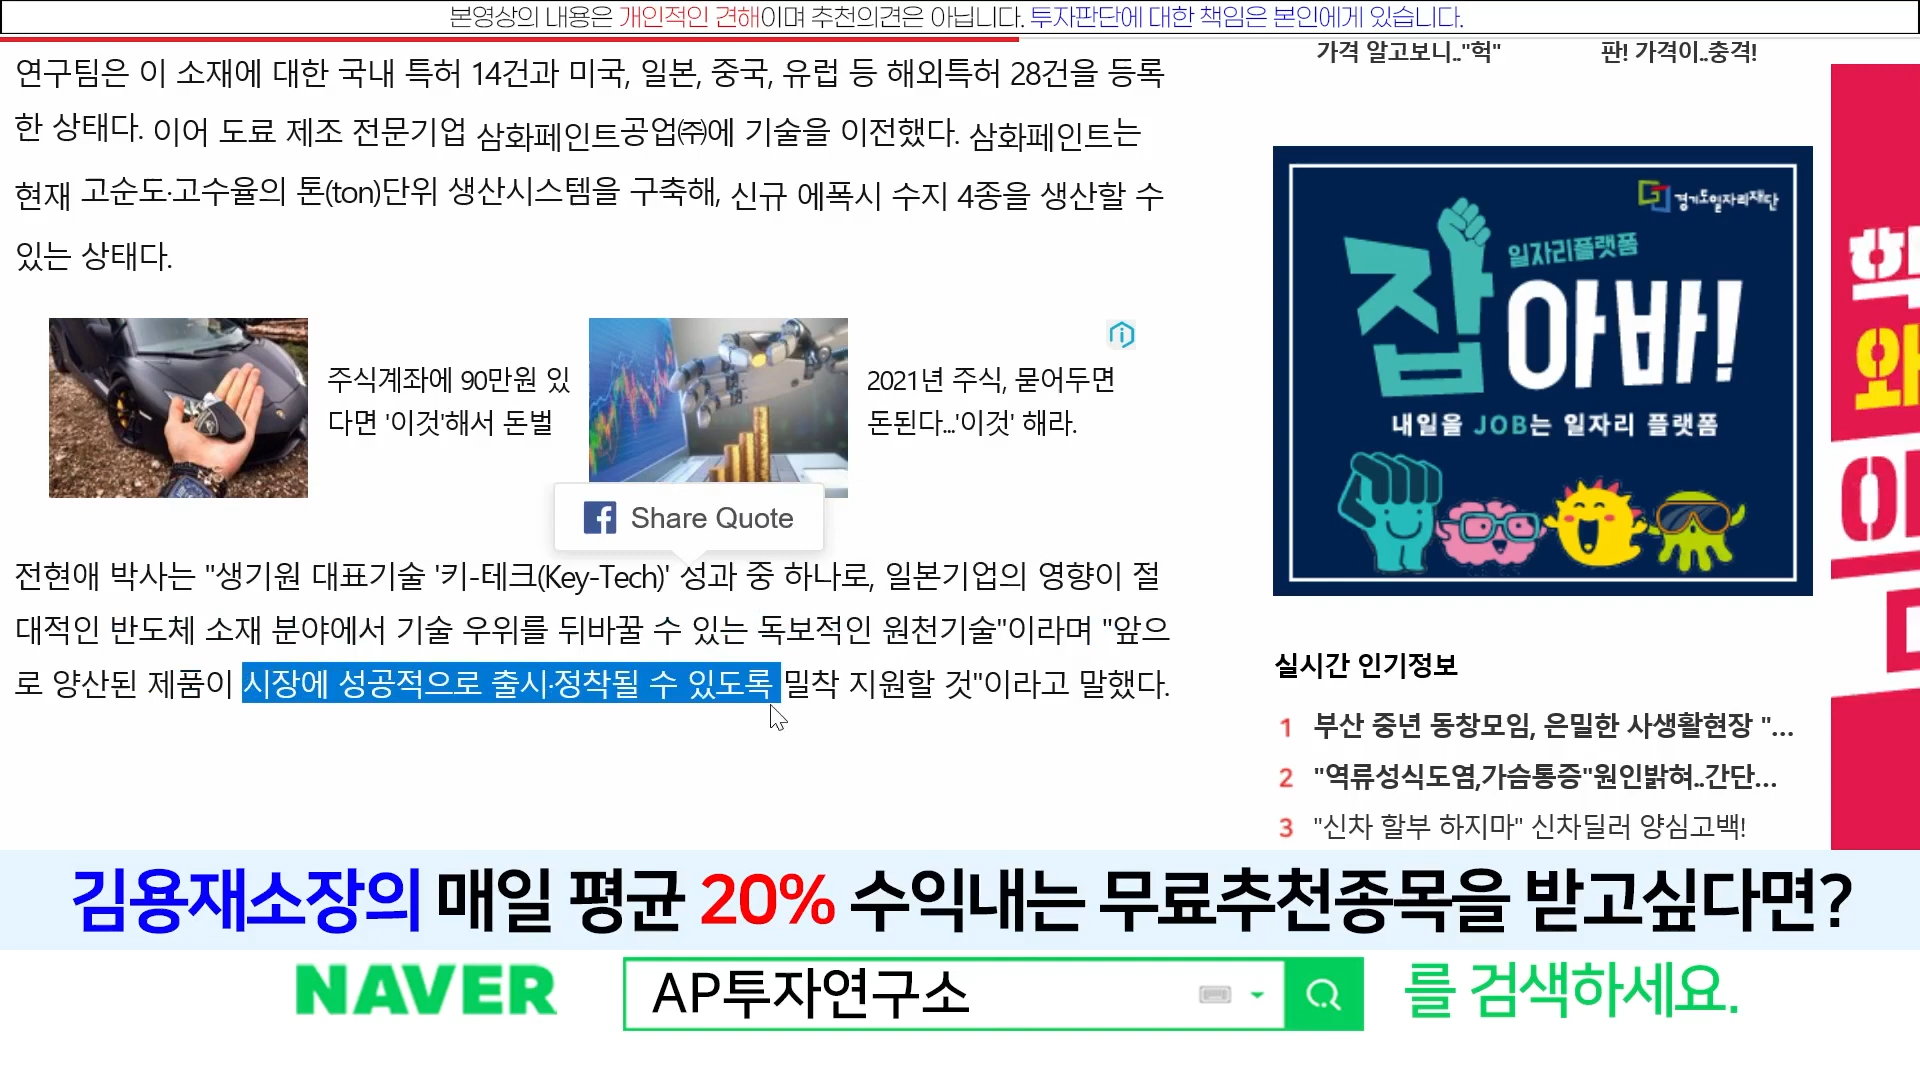 본영상의 내용은 개인적인 견해이며 추천의견은 아닙니다. 투자판단에 대한 책임은 본인에게 있습니다.
연구팀은 이 소재에 대한 국내 특허 14건과 미국, 일본, 중국, 유럽 등 해외특허 28건을 등록
한 상태다. 이어 도료 제조 전문기업 삼화페인트공업㈜에 기술을 이전했다. 삼화페인트는
현재 고순도·고수율의 톤(ton)단위 생산시스템을 구축해, 신규 에폭시 수지 4종을 생산할 수
있는 상태다.
주식계좌에 90만원 있
다면 '이것'해서 돈벌
2021년 주식, 묻어두면
돈된다...'이것' 해라.
Share Quote
전현애 박사는 "생기원 대표기술 '키-테크(Key-Tech)' 성과 중 하나로, 일본기업의 영향이 절
대적인 반도체 소재 분야에서 기술 우위를 뒤바꿀 수 있는 독보적인 원천기술"이라며 "앞으
로 양산된 제품이 시장에 성공적으로 출시·정착될 수 있도록 밀착 지원할 것"이라고 말했다.
가격 알고보니.."헉"
판! 가격이..충격!
경기도일자리재단
일자리플랫폼
잡아바!
내일을 JOB는 일자리 플랫폼
실시간 인기정보
1 부산 중년 동창모임, 은밀한 사생활현장 "...
2 "역류성식도염,가슴통증"원인밝혀..간단...
3 "신차 할부 하지마" 신차딜러 양심고백!
와
김용재소장의 매일 평균 20% 수익내는 무료추천종목을 받고싶다면?
NAVER AP투자연구소 를 검색하세요.